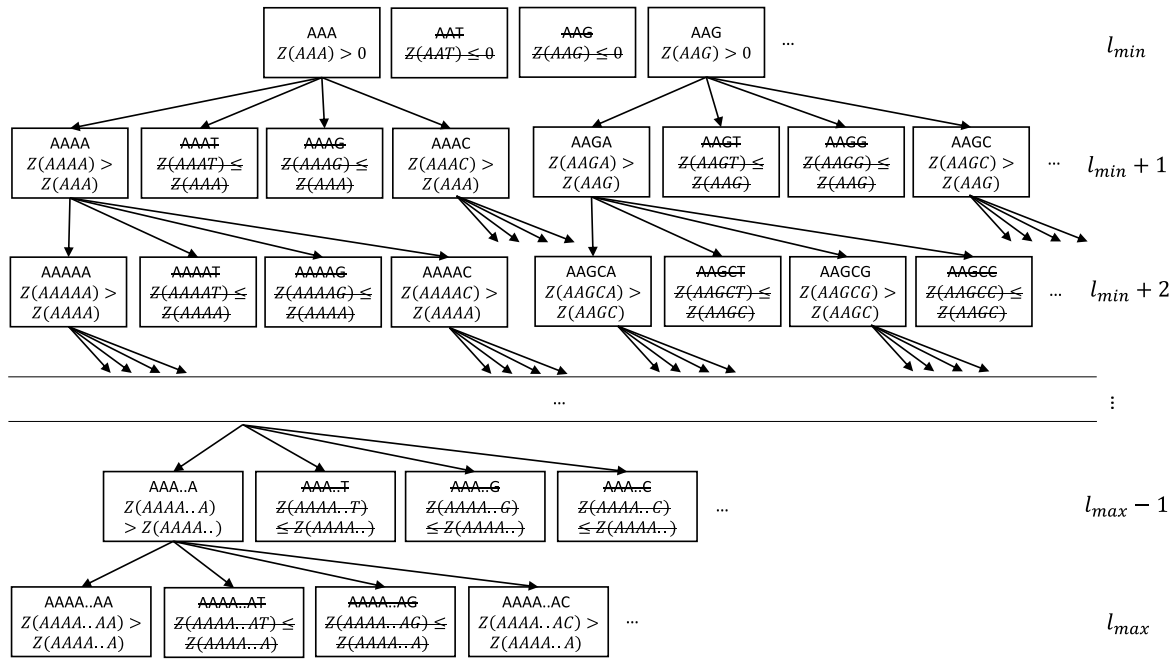 AAA
Z(AAA) > 0
AAT
Z(AAT) ≤ 0
AAG
Z(AAG) ≤ 0
AAG
Z(AAG) > 0
...
l_min
AAAA
Z(AAAA) >
Z(AAA)
AAAT
Z(AAAT) ≤
Z(AAA)
AAAG
Z(AAAG) ≤
Z(AAA)
AAAC
Z(AAAC) >
Z(AAA)
AAGA
Z(AAGA) >
Z(AAG)
AAGT
Z(AAGT) ≤
Z(AAG)
AAGG
Z(AAGG) ≤
Z(AAG)
AAGC
Z(AAGC) >
Z(AAG)
...
l_min + 1
AAAAA
Z(AAAAA) >
Z(AAAA)
AAAAT
Z(AAAAT) ≤
Z(AAAA)
AAAAG
Z(AAAAG) ≤
Z(AAAA)
AAAAC
Z(AAAAC) >
Z(AAAA)
AAGCA
Z(AAGCA) >
Z(AAGC)
AAGCT
Z(AAGCT) ≤
Z(AAGC)
AAGCG
Z(AAGCG) >
Z(AAGC)
AAGCC
Z(AAGCC) ≤
Z(AAGC)
...
l_min + 2
...
⋮
AAA..A
Z(AAAA..A)
> Z(AAAA..)
AAA..T
Z(AAAA..T)
≤ Z(AAAA..)
AAA..G
Z(AAAA..G)
≤ Z(AAAA..)
AAA..C
Z(AAAA..C)
≤ Z(AAAA..)
...
l_max − 1
AAAA..AA
Z(AAAA..AA) >
Z(AAAA..A)
AAAA..AT
Z(AAAA..AT) ≤
Z(AAAA..A)
AAAA..AG
Z(AAAA..AG) ≤
Z(AAAA..A)
AAAA..AC
Z(AAAA..AC) >
Z(AAAA..A)
...
l_max